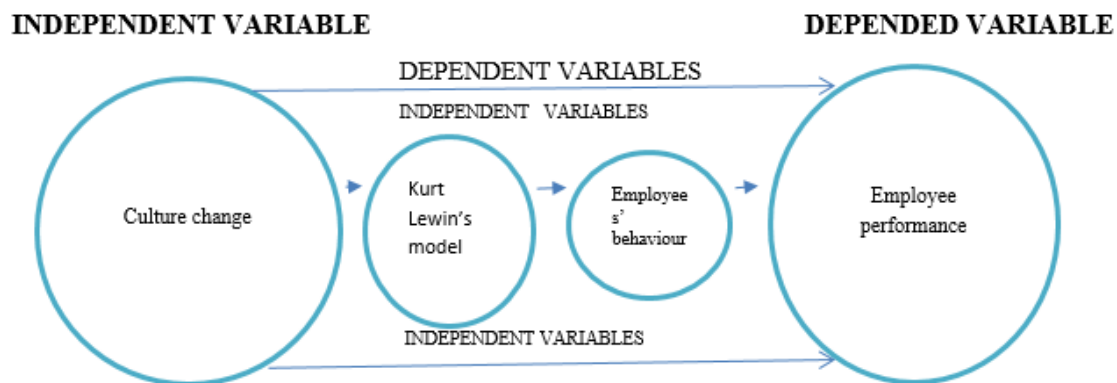 INDEPENDENT VARIABLE
DEPENDED VARIABLE
DEPENDENT VARIABLES
INDEPENDENT VARIABLES
Culture change
Kurt
Lewin's
model
Employee
s'
behaviour
Employee
performance
INDEPENDENT VARIABLES